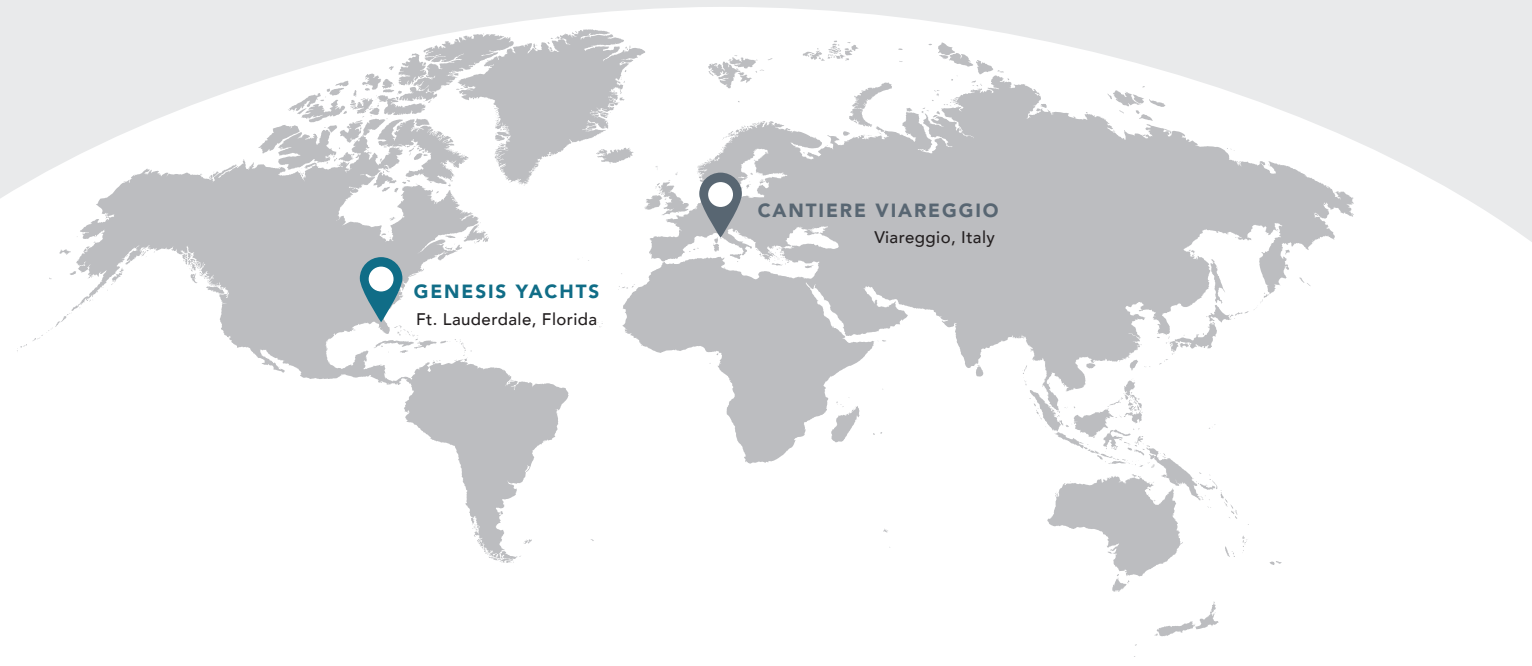 CANTIERE VIAREGGIO
Viareggio, Italy
GENESIS YACHTS
Ft. Lauderdale, Florida